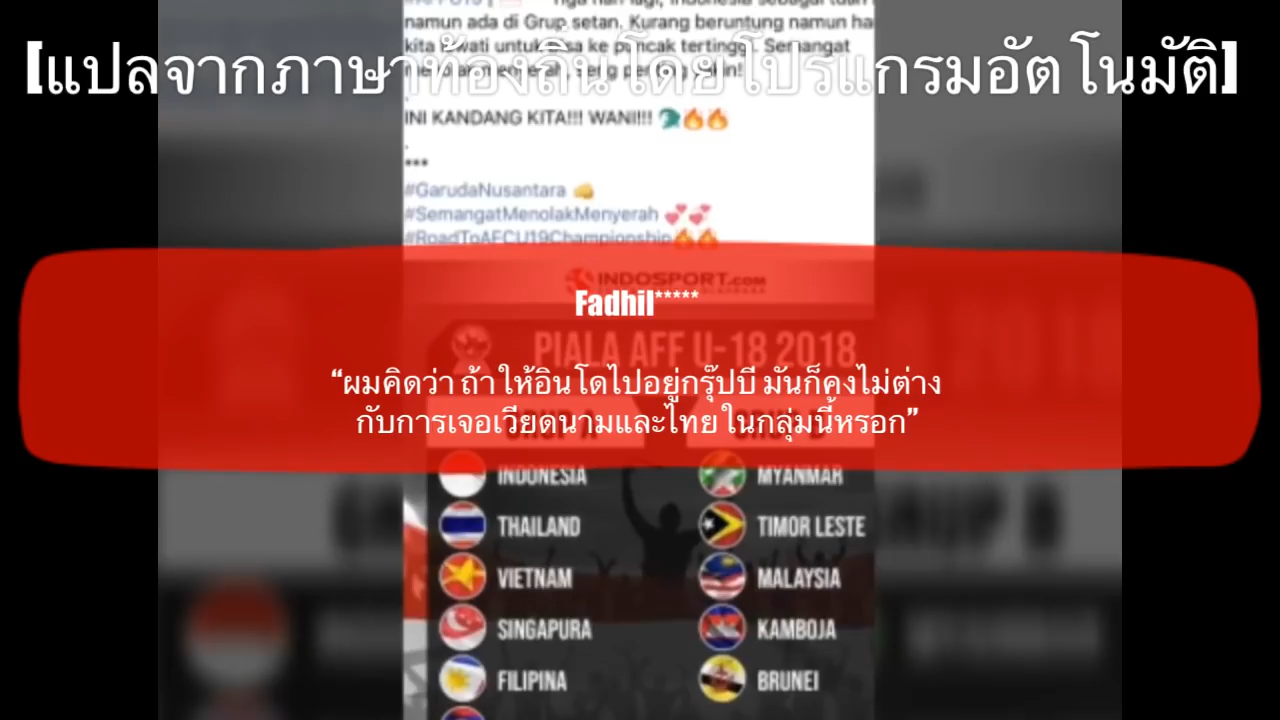 namun ada di Grup setan. Kurang beruntung namun ha
[แปลจากภาษาท้องถิ่นโดยโปรแกรมอัตโนมัติ]
INI KANDANG KITA!!! WANI!!! 🌊🔥🔥
.
***
#GarudaNusantara 🤜
#SemangatMenolakMenyerah 💞💞
#RoadToAFCU19Championship🔥🔥
INDOSPORT.com
Fadhil*****
PIALA AFF U-18 2018
“ผมคิดว่า ถ้าให้อินโดไปอยู่กรุ๊ปบี มันก็คงไม่ต่าง
กับการเจอเวียดนามและไทยในกลุ่มนี้หรอก”
INDONESIA
MYANMAR
THAILAND
TIMOR LESTE
VIETNAM
MALAYSIA
SINGAPURA
KAMBOJA
FILIPINA
BRUNEI